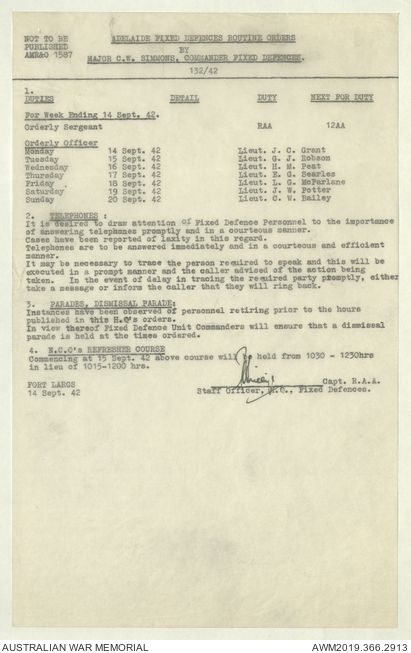 NOT TO BE
PUBLISHED
AMR&O 1587
ADELAIDE FIXED DEFENCES ROUTINE ORDERS
BY
MAJOR C.W. SIMMONS, COMMANDER FIXED DEFENCES.
132/42
1.
DUTIES DETAIL DUTY NEXT FOR DUTY
For Week Ending 14 Sept. 42.
Orderly Sergeant RAA 12AA
Orderly Officer
Monday 14 Sept. 42 Lieut. J. C. Grant
Tuesday 15 Sept. 42 Lieut. G. J. Robson
Wednesday 16 Sept. 42 Lieut. H. M. Peat
Thursday 17 Sept. 42 Lieut. E. G. Searles
Friday 18 Sept. 42 Lieut. L. G. McFarlane
Saturday 19 Sept. 42 Lieut. J. W. Potter
Sunday 20 Sept. 42 Lieut. C. W. Bailey
2. TELEPHONES :
It is desired to draw attention of Fixed Defence Personnel to the importance
of answering telephones promptly and in a courteous manner.
Cases have been reported of laxity in this regard.
Telephones are to be answered immediately and in a courteous and efficient
manner.
It may be necessary to trace the person required to speak and this will be
executed in a prompt manner and the caller advised of the action being
taken. In the event of delay in tracing the required party promptly, either
take a message or inform the caller that they will ring back.
3. PARADES, DISMISSAL PARADE:
Instances have been observed of personnel retiring prior to the hours
published in this H.Q's orders.
In view thereof Fixed Defence Unit Commanders will ensure that a dismissal
parade is held at the times ordered.
4. N.C.O's REFRESHER COURSE
Commencing at 15 Sept. 42 above course will be held from 1030 - 1230hrs
in lieu of 1015-1200 hrs.
Capt. R.A.A.
FORT LARGS Staff Officer, H.Q., Fixed Defences.
14 Sept. 42
AUSTRALIAN WAR MEMORIAL AWM2019.366.2913